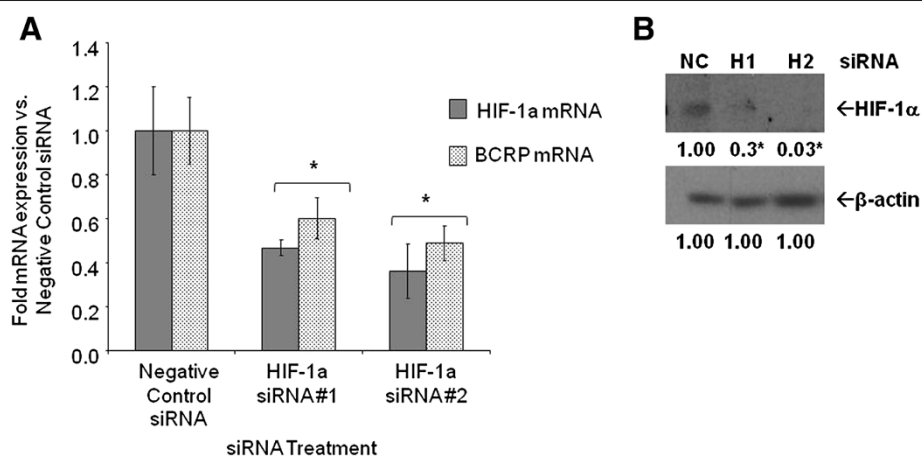 A
Fold mRNA expression vs.
Negative Control siRNA
1.4
1.2
1.0
0.8
0.6
0.4
0.2
0.0
*
*
HIF-1a mRNA
BCRP mRNA
Negative
Control
siRNA
HIF-1a
siRNA#1
HIF-1a
siRNA#2
siRNA Treatment
B
NC H1 H2 siRNA
←HIF-1α
1.00 0.3* 0.03*
←β-actin
1.00 1.00 1.00